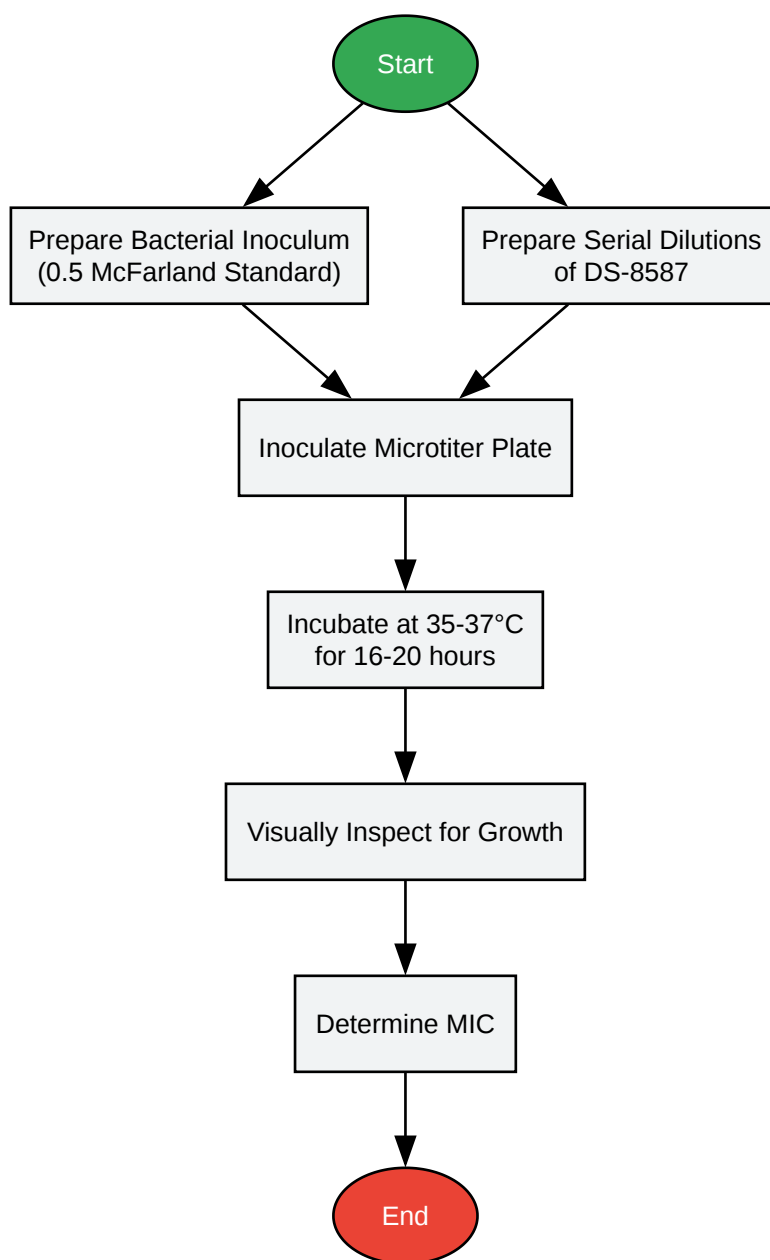 Start
Prepare Bacterial Inoculum
(0.5 McFarland Standard)
Prepare Serial Dilutions
of DS-8587
Inoculate Microtiter Plate
Incubate at 35-37°C
for 16-20 hours
Visually Inspect for Growth
Determine MIC
End